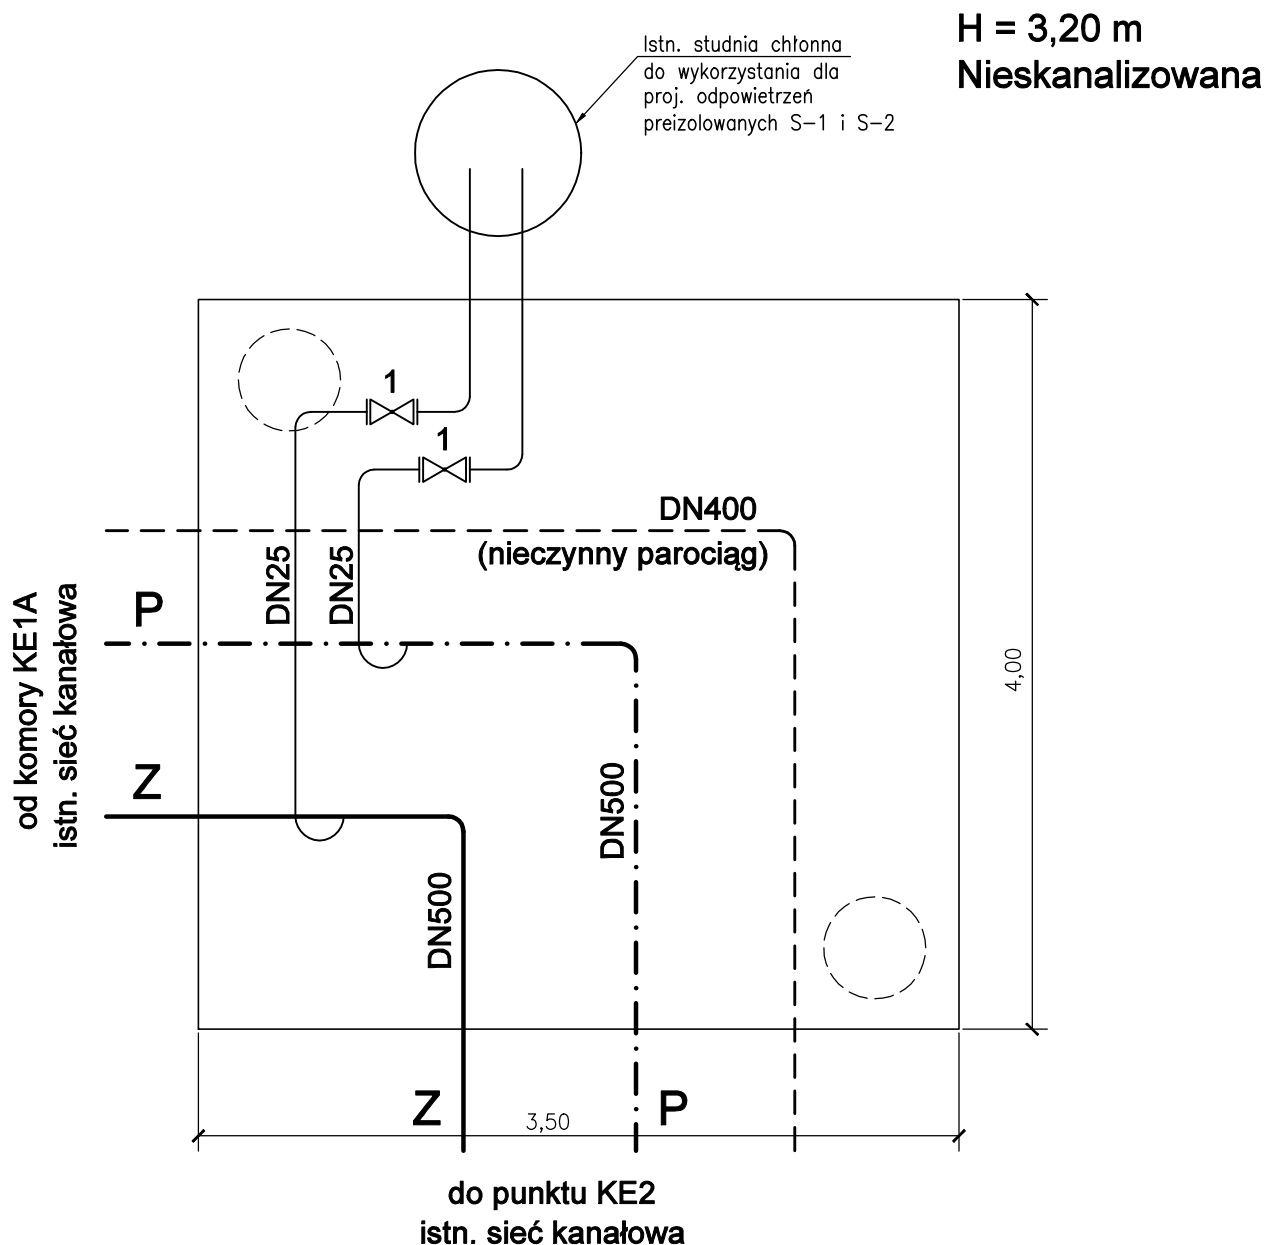 H = 3,20 m
Nieskanalizowana
Istn. studnia chłonna
do wykorzystania dla
proj. odpowietrzeń
preizolowanych S-1 i S-2
1
1
DN400
(nieczynny parociąg)
DN25
DN25
P
od komory KE1A
istn. sieć kanałowa
4,00
Z
DN500
DN500
Z
3,50
P
do punktu KE2
istn. sieć kanałowa